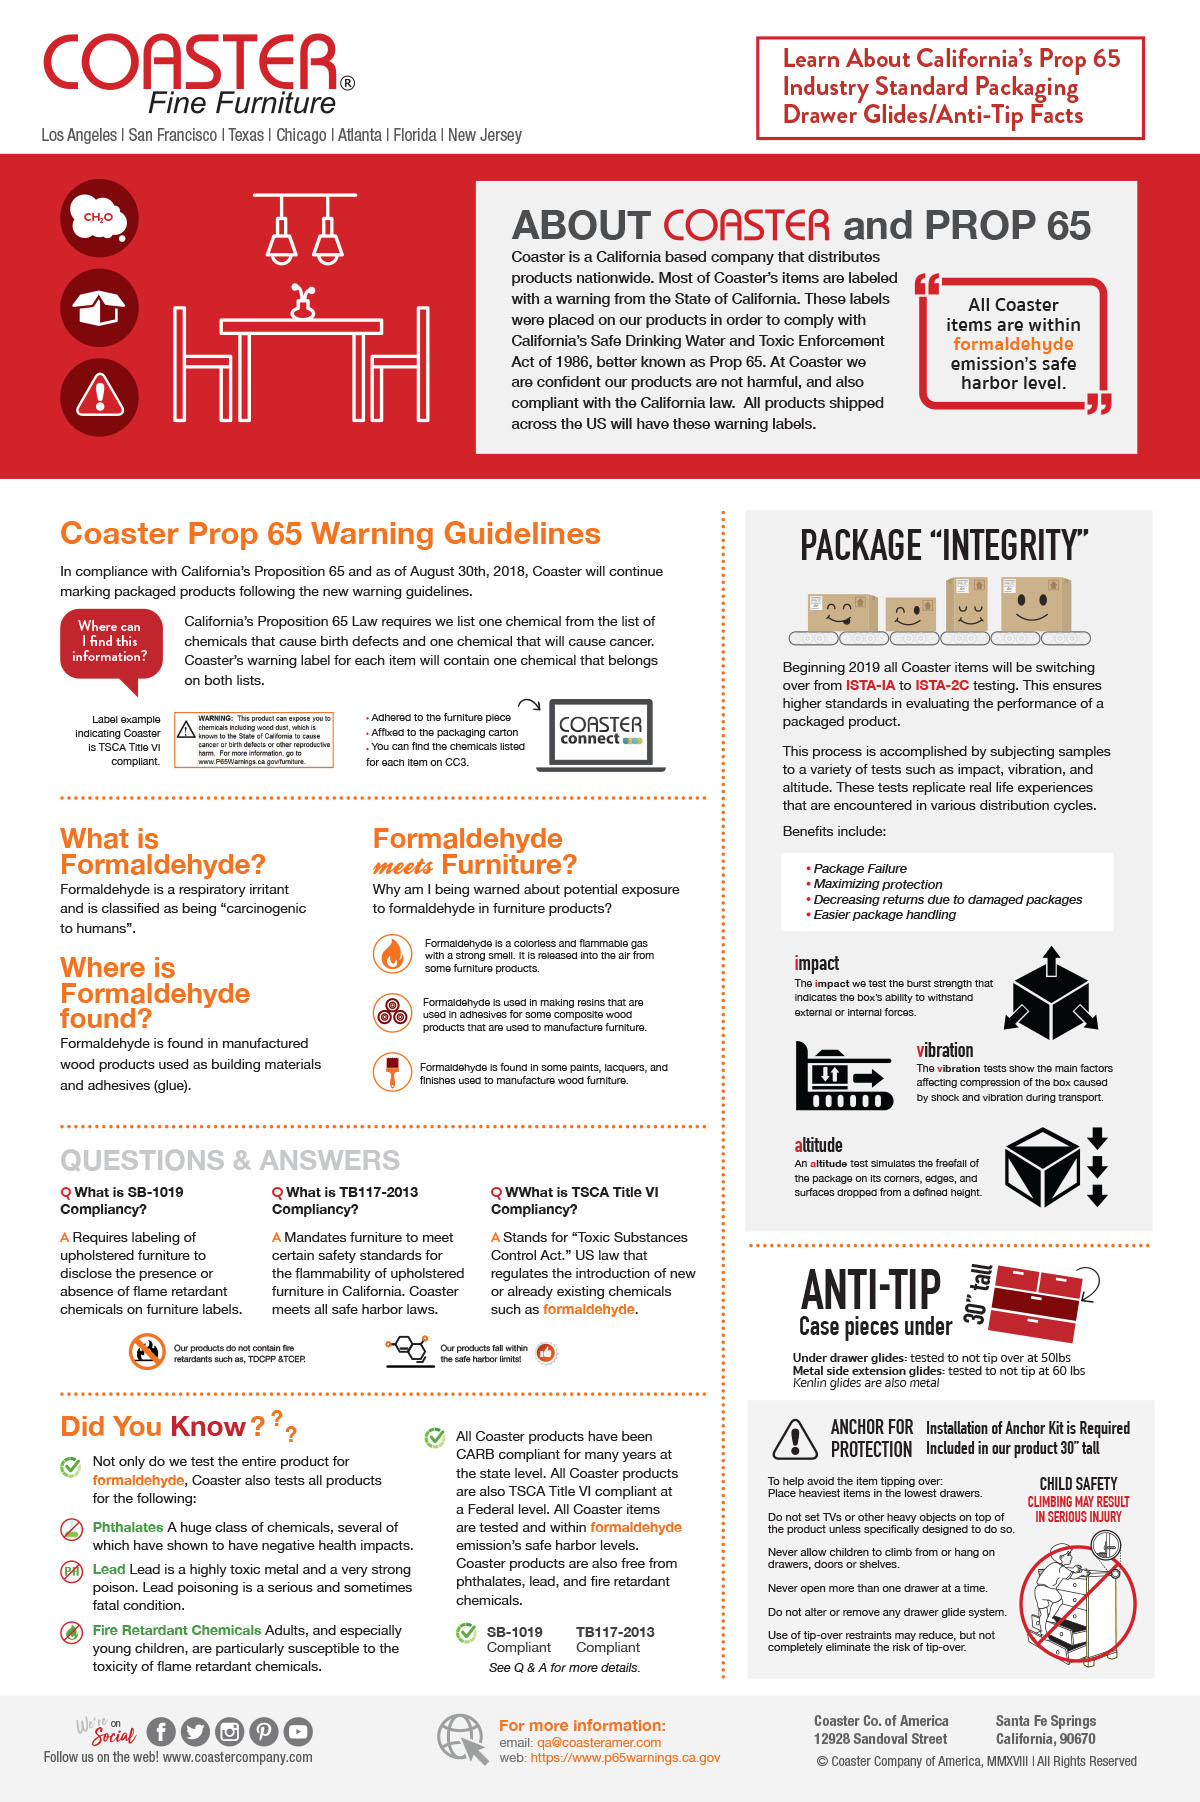 COASTER®
Fine Furniture
Los Angeles | San Francisco | Texas | Chicago | Atlanta | Florida | New Jersey
Learn About California's Prop 65
Industry Standard Packaging
Drawer Glides/Anti-Tip Facts
CH₂O
ABOUT COASTER and PROP 65
Coaster is a California based company that distributes
products nationwide. Most of Coaster's items are labeled
with a warning from the State of California. These labels
were placed on our products in order to comply with
California's Safe Drinking Water and Toxic Enforcement
Act of 1986, better known as Prop 65. At Coaster we
are confident our products are not harmful, and also
compliant with the California law.  All products shipped
across the US will have these warning labels.
“
All Coaster
items are within
formaldehyde
emission's safe
harbor level.
”
Coaster Prop 65 Warning Guidelines
In compliance with California's Proposition 65 and as of August 30th, 2018, Coaster will continue
marking packaged products following the new warning guidelines.
Where can
I find this
information?
California's Proposition 65 Law requires we list one chemical from the list of
chemicals that cause birth defects and one chemical that will cause cancer.
Coaster's warning label for each item will contain one chemical that belongs
on both lists.
Label example
indicating Coaster
is TSCA Title VI
compliant.
WARNING: This product can expose you to
chemicals including wood dust, which is
known to the State of California to cause
cancer or birth defects or other reproductive
harm. For more information, go to
www.P65Warnings.ca.gov/furniture.
• Adhered to the furniture piece
• Affixed to the packaging carton
• You can find the chemicals listed
for each item on CC3.
COASTER
connect
What is
Formaldehyde?
Formaldehyde is a respiratory irritant
and is classified as being “carcinogenic
to humans”.
Where is
Formaldehyde
found?
Formaldehyde is found in manufactured
wood products used as building materials
and adhesives (glue).
Formaldehyde
meets Furniture?
Why am I being warned about potential exposure
to formaldehyde in furniture products?
Formaldehyde is a colorless and flammable gas
with a strong smell. It is released into the air from
some furniture products.
Formaldehyde is used in making resins that are
used in adhesives for some composite wood
products that are used to manufacture furniture.
Formaldehyde is found in some paints, lacquers, and
finishes used to manufacture wood furniture.
QUESTIONS & ANSWERS
Q What is SB-1019
Compliancy?
A Requires labeling of
upholstered furniture to
disclose the presence or
absence of flame retardant
chemicals on furniture labels.
Q What is TB117-2013
Compliancy?
A Mandates furniture to meet
certain safety standards for
the flammability of upholstered
furniture in California. Coaster
meets all safe harbor laws.
Q WWhat is TSCA Title VI
Compliancy?
A Stands for “Toxic Substances
Control Act.” US law that
regulates the introduction of new
or already existing chemicals
such as formaldehyde.
Our products do not contain fire
retardants such as, TDCPP &TCEP.
Our products fall within
the safe harbor limits!
Did You Know ? ? ?
Not only do we test the entire product for
formaldehyde, Coaster also tests all products
for the following:
Phthalates A huge class of chemicals, several of
which have shown to have negative health impacts.
Lead Lead is a highly toxic metal and a very strong
poison. Lead poisoning is a serious and sometimes
fatal condition.
Fire Retardant Chemicals Adults, and especially
young children, are particularly susceptible to the
toxicity of flame retardant chemicals.
All Coaster products have been
CARB compliant for many years at
the state level. All Coaster products
are also TSCA Title VI compliant at
a Federal level. All Coaster items
are tested and within formaldehyde
emission's safe harbor levels.
Coaster products are also free from
phthalates, lead, and fire retardant
chemicals.
SB-1019 TB117-2013
Compliant Compliant
See Q & A for more details.
PACKAGE “INTEGRITY”
Beginning 2019 all Coaster items will be switching
over from ISTA-IA to ISTA-2C testing. This ensures
higher standards in evaluating the performance of a
packaged product.
This process is accomplished by subjecting samples
to a variety of tests such as impact, vibration, and
altitude. These tests replicate real life experiences
that are encountered in various distribution cycles.
Benefits include:
• Package Failure
• Maximizing protection
• Decreasing returns due to damaged packages
• Easier package handling
impact
The impact we test the burst strength that
indicates the box's ability to withstand
external or internal forces.
vibration
The vibration tests show the main factors
affecting compression of the box caused
by shock and vibration during transport.
altitude
An altitude test simulates the freefall of
the package on its corners, edges, and
surfaces dropped from a defined height.
ANTI-TIP
Case pieces under
30” tall
Under drawer glides: tested to not tip over at 50lbs
Metal side extension glides: tested to not tip at 60 lbs
Kenlin glides are also metal
ANCHOR FOR
PROTECTION
Installation of Anchor Kit is Required
Included in our product 30” tall
To help avoid the item tipping over:
Place heaviest items in the lowest drawers.
Do not set TVs or other heavy objects on top of
the product unless specifically designed to do so.
Never allow children to climb from or hang on
drawers, doors or shelves.
Never open more than one drawer at a time.
Do not alter or remove any drawer glide system.
Use of tip-over restraints may reduce, but not
completely eliminate the risk of tip-over.
CHILD SAFETY
CLIMBING MAY RESULT
IN SERIOUS INJURY
We're on
Social
Follow us on the web! www.coastercompany.com
For more information:
email: qa@coasteramer.com
web: https://www.p65warnings.ca.gov
Coaster Co. of America
12928 Sandoval Street
Santa Fe Springs
California, 90670
© Coaster Company of America, MMXVIII | All Rights Reserved